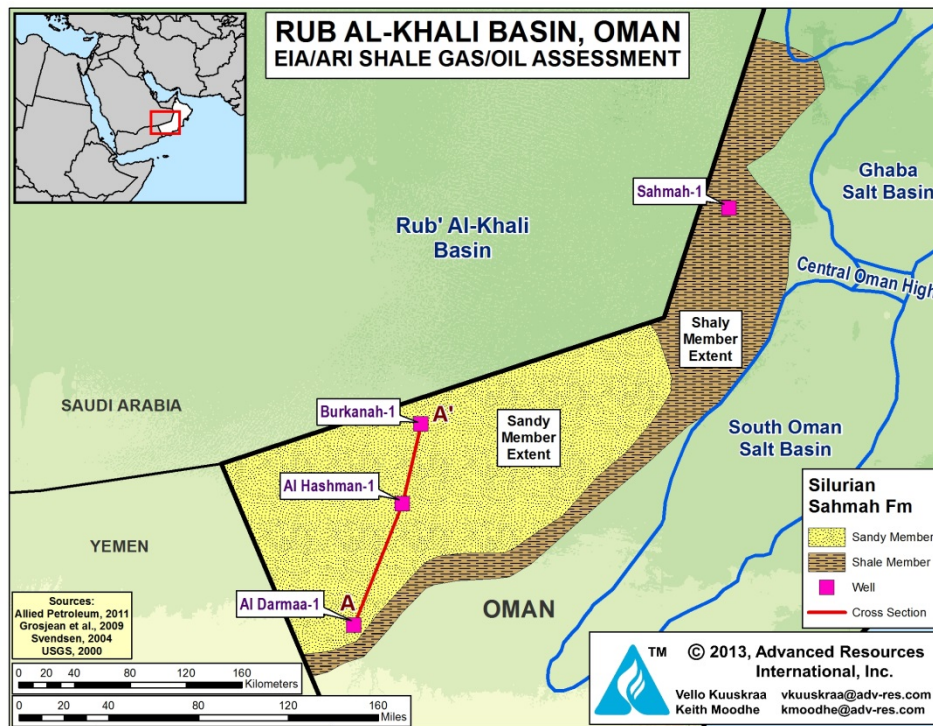 RUB AL-KHALI BASIN, OMAN
EIA/ARI SHALE GAS/OIL ASSESSMENT
Ghaba
Salt Basin
Sahmah-1
Rub' Al-Khali
Basin
Central Oman High
Shaly
Member
Extent
SAUDI ARABIA
Burkanah-1
A'
Sandy
Member
Extent
South Oman
Salt Basin
Al Hashman-1
YEMEN
Al Darmaa-1
A
OMAN
Silurian
Sahmah Fm
Sandy Member
Shale Member
Well
Cross Section
Sources:
Allied Petroleum, 2011
Grosjean et al., 2009
Svendsen, 2004
USGS, 2000
0 20 40 80 120 160
Kilometers
0 20 40 80 120 160
Miles
TM
© 2013, Advanced Resources
International, Inc.
Vello Kuuskraa vkuuskraa@adv-res.com
Keith Moodhe kmoodhe@adv-res.com